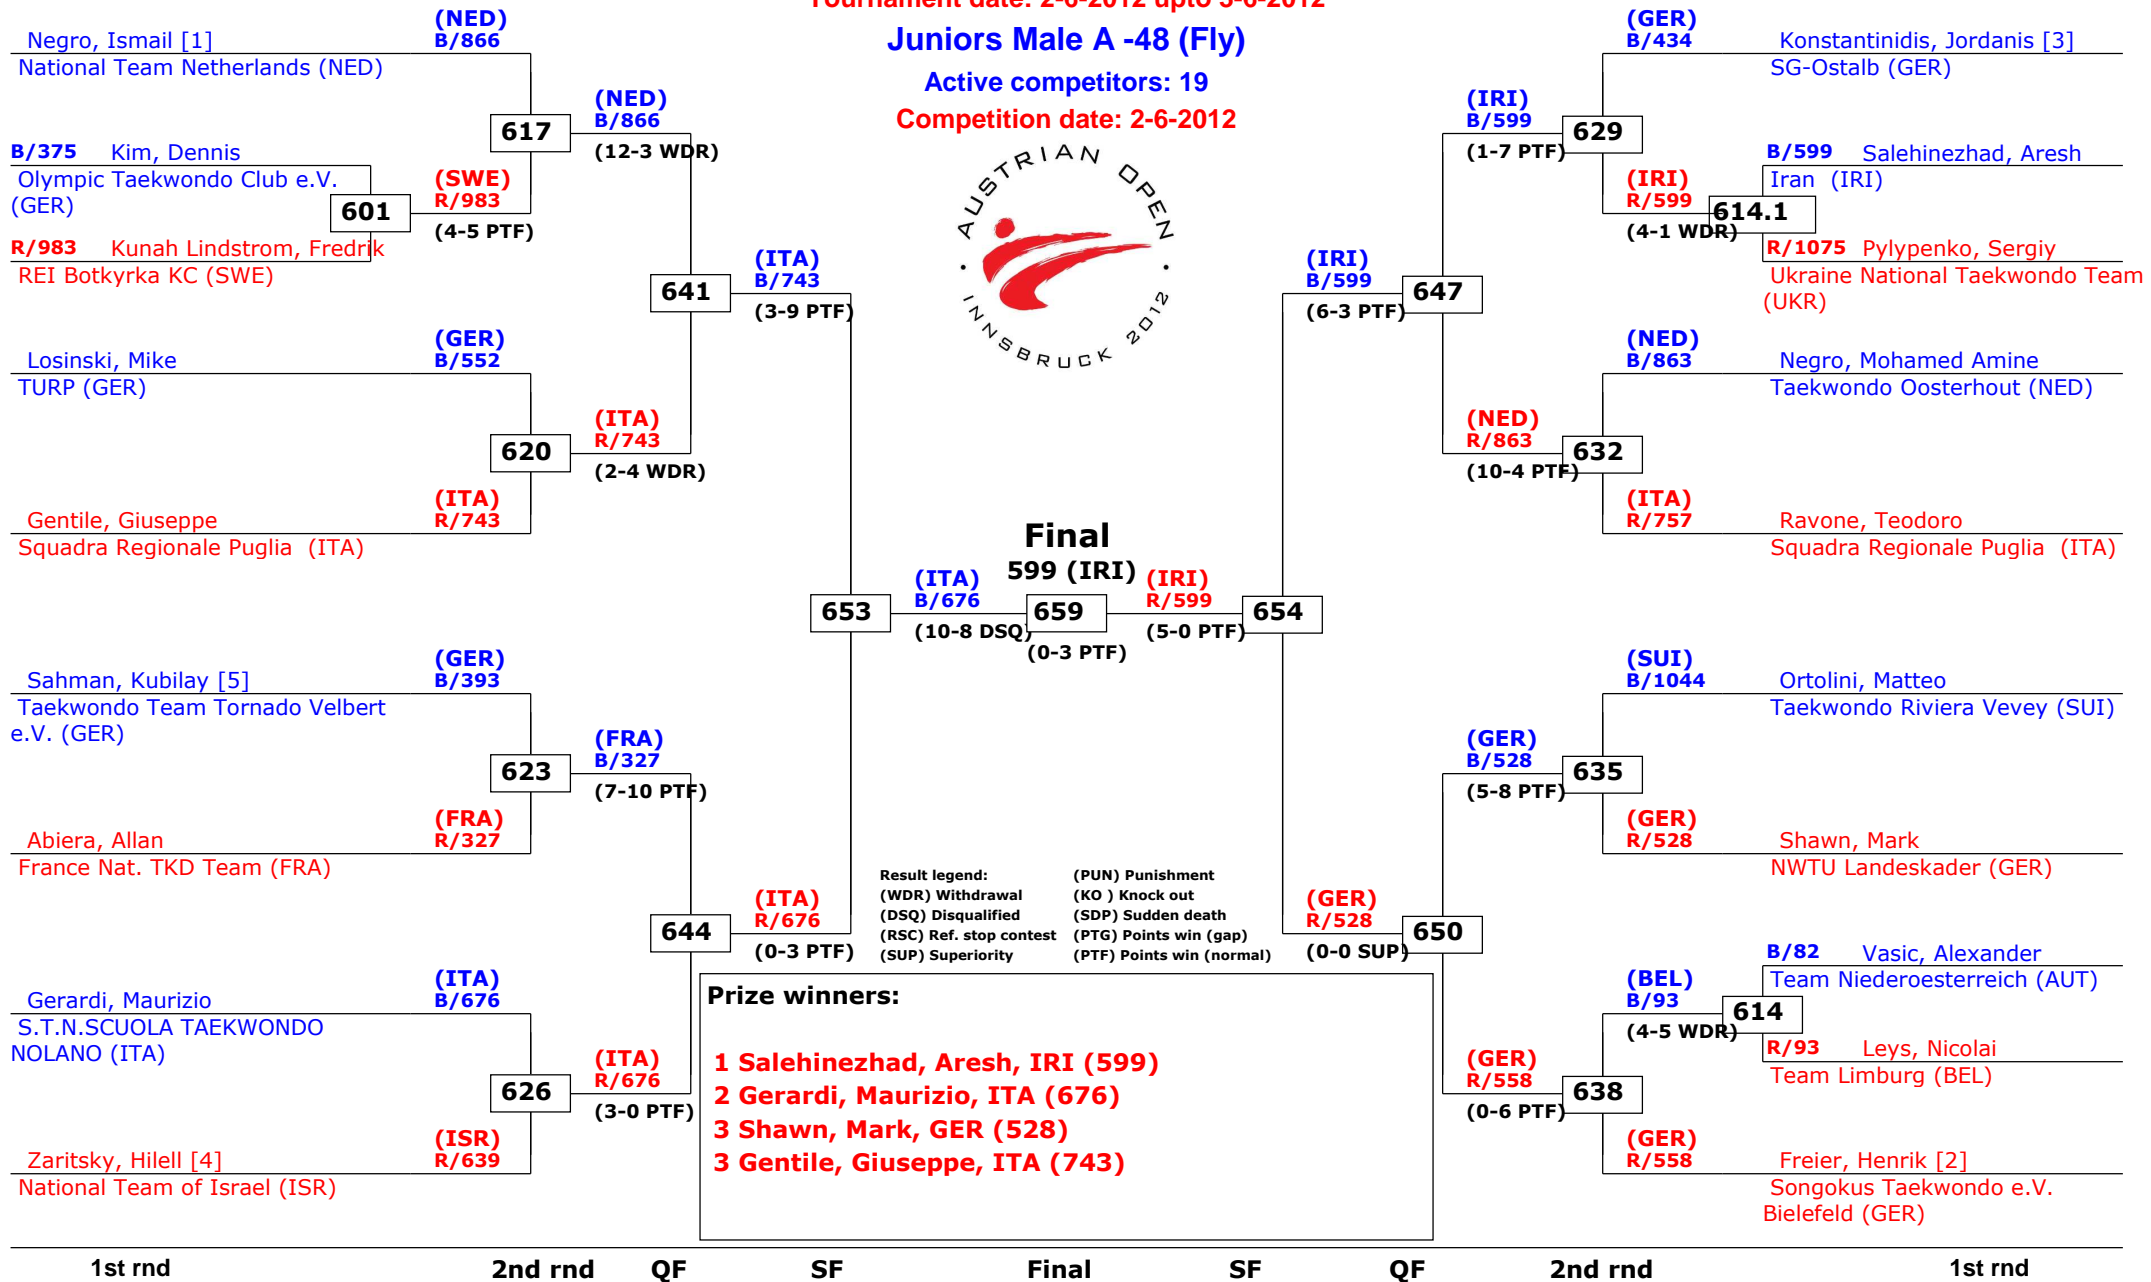 Tournament date: 2-6-2012 upto 3-6-2012
Juniors Male A -48 (Fly)
Active competitors: 19
Competition date: 2-6-2012
AUSTRIAN OPEN
· INNSBRUCK 2012 ·
(NED)
Negro, Ismail [1] B/866
National Team Netherlands (NED)
617
(NED)
B/866
(12-3 WDR)
B/375 Kim, Dennis
Olympic Taekwondo Club e.V.
(GER)
601
(SWE)
R/983
(4-5 PTF)
R/983 Kunah Lindstrom, Fredrik
REI Botkyrka KC (SWE)
641
(ITA)
B/743
(3-9 PTF)
(GER)
Losinski, Mike B/552
TURP (GER)
620
(ITA)
R/743
(2-4 WDR)
(ITA)
Gentile, Giuseppe R/743
Squadra Regionale Puglia (ITA)
653
(ITA)
B/676
(10-8 DSQ)
(GER)
Sahman, Kubilay [5] B/393
Taekwondo Team Tornado Velbert
e.V. (GER)
623
(FRA)
B/327
(7-10 PTF)
(FRA)
Abiera, Allan R/327
France Nat. TKD Team (FRA)
644
(ITA)
R/676
(0-3 PTF)
(ITA)
Gerardi, Maurizio B/676
S.T.N.SCUOLA TAEKWONDO
NOLANO (ITA)
626
(ITA)
R/676
(3-0 PTF)
(ISR)
Zaritsky, Hilell [4] R/639
National Team of Israel (ISR)
Final
599 (IRI)
659
(0-3 PTF)
(IRI)
R/599
(5-0 PTF)
654
(GER)
B/434 Konstantinidis, Jordanis [3]
SG-Ostalb (GER)
(IRI)
B/599
(1-7 PTF)
629
B/599 Salehinezhad, Aresh
Iran (IRI)
(IRI)
R/599
(4-1 WDR)
614.1
R/1075 Pylypenko, Sergiy
Ukraine National Taekwondo Team
(UKR)
(IRI)
B/599
(6-3 PTF)
647
(NED)
B/863 Negro, Mohamed Amine
Taekwondo Oosterhout (NED)
(NED)
R/863
(10-4 PTF)
632
(ITA)
R/757 Ravone, Teodoro
Squadra Regionale Puglia (ITA)
(SUI)
B/1044 Ortolini, Matteo
Taekwondo Riviera Vevey (SUI)
(GER)
B/528
(5-8 PTF)
635
(GER)
R/528 Shawn, Mark
NWTU Landeskader (GER)
(GER)
R/528
(0-0 SUP)
650
B/82 Vasic, Alexander
Team Niederoesterreich (AUT)
(BEL)
B/93
(4-5 WDR)
614
R/93 Leys, Nicolai
Team Limburg (BEL)
(GER)
R/558
(0-6 PTF)
638
(GER)
R/558 Freier, Henrik [2]
Songokus Taekwondo e.V.
Bielefeld (GER)
Result legend: (PUN) Punishment
(WDR) Withdrawal (KO ) Knock out
(DSQ) Disqualified (SDP) Sudden death
(RSC) Ref. stop contest (PTG) Points win (gap)
(SUP) Superiority (PTF) Points win (normal)
Prize winners:
1 Salehinezhad, Aresh, IRI (599)
2 Gerardi, Maurizio, ITA (676)
3 Shawn, Mark, GER (528)
3 Gentile, Giuseppe, ITA (743)
1st rnd 2nd rnd QF SF Final SF QF 2nd rnd 1st rnd